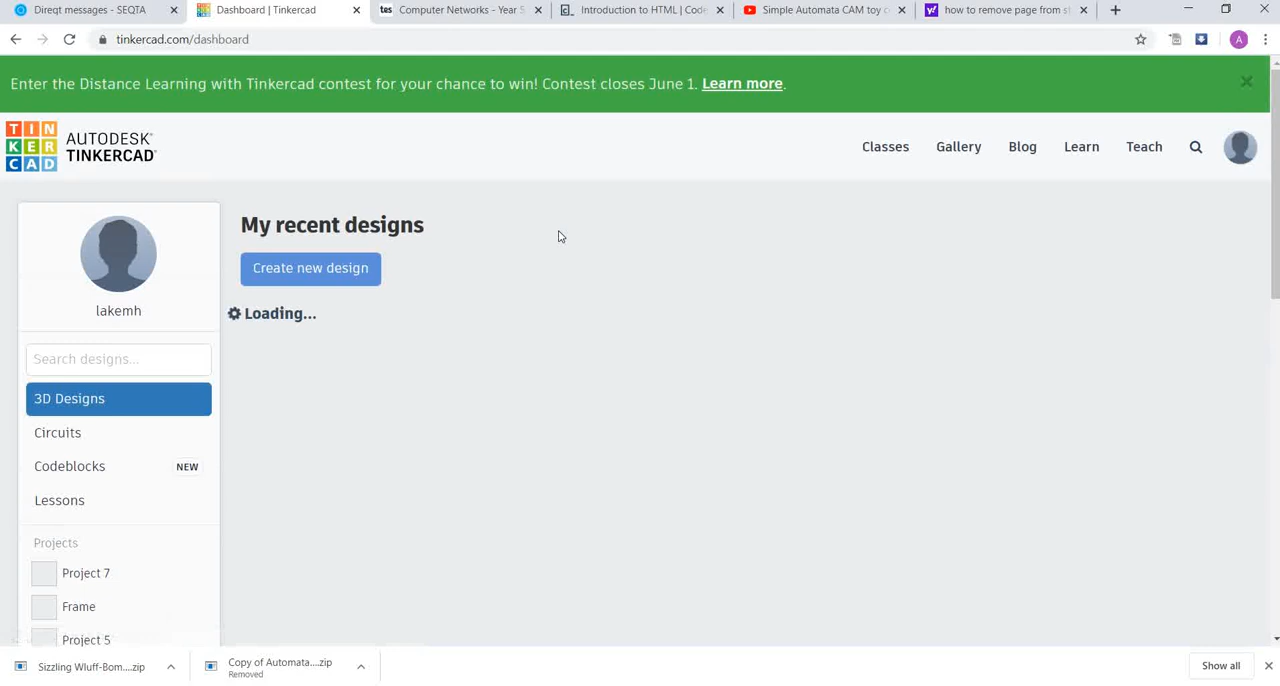 Direqt messages - SEQTA
Dashboard | Tinkercad
tes Computer Networks - Year
Introduction to HTML | Code
Simple Automata CAM toy c
how to remove page from s
tinkercad.com/dashboard
A
Enter the Distance Learning with Tinkercad contest for your chance to win! Contest closes June 1. Learn more.
TIN
KER
CAD
AUTODESK
TINKERCAD
Classes
Gallery
Blog
Learn
Teach
lakemh
Search designs...
3D Designs
Circuits
Codeblocks NEW
Lessons
Projects
Project 7
Frame
Project 5
My recent designs
Create new design
Loading...
Sizzling Wluff-Bom....zip
Copy of Automata....zip
Removed
Show all